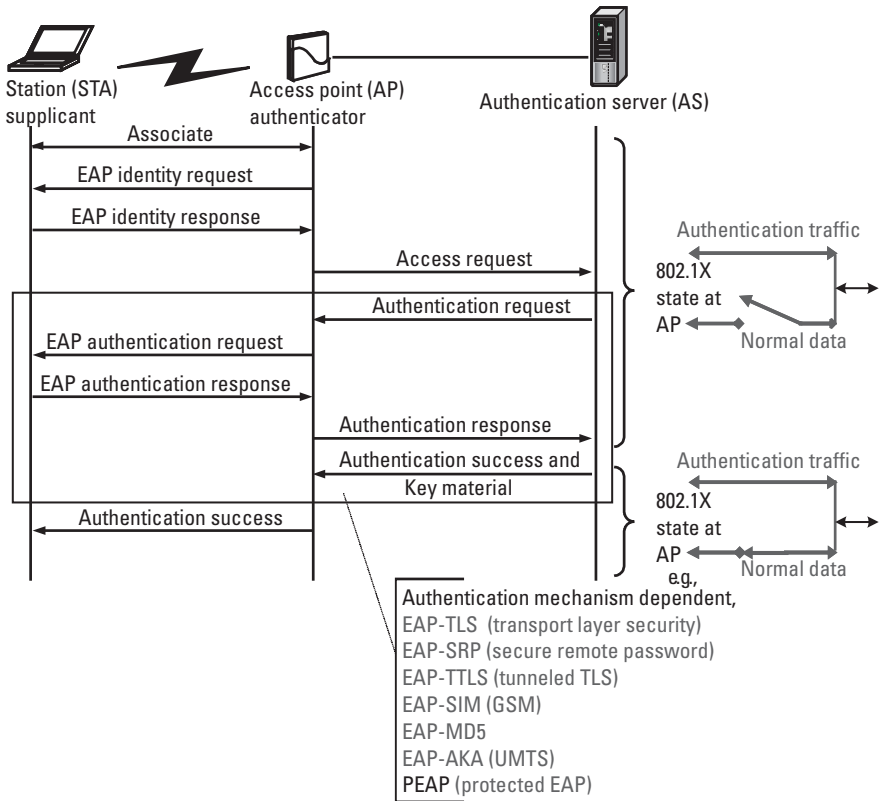 Station (STA)
supplicant
Access point (AP)
authenticator
Authentication server (AS)
Associate
EAP identity request
EAP identity response
Access request
Authentication request
EAP authentication request
EAP authentication response
Authentication response
Authentication success and
Key material
Authentication success
Authentication traffic
802.1X
state at
AP
Normal data
Authentication traffic
802.1X
state at
AP
Normal data
e.g.,
Authentication mechanism dependent,
EAP-TLS (transport layer security)
EAP-SRP (secure remote password)
EAP-TTLS (tunneled TLS)
EAP-SIM (GSM)
EAP-MD5
EAP-AKA (UMTS)
PEAP (protected EAP)